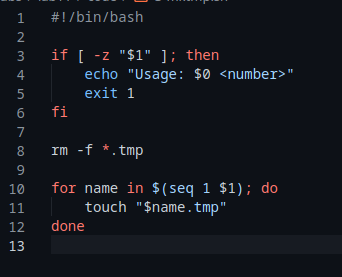 1 #!/bin/bash
2
3 if [ -z "$1" ]; then
4     echo "Usage: $0 <number>"
5     exit 1
6 fi
7
8 rm -f *.tmp
9
10 for name in $(seq 1 $1); do
11     touch "$name.tmp"
12 done
13